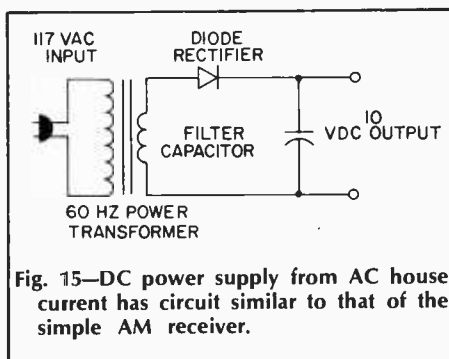 117 VAC
INPUT
DIODE
RECTIFIER
FILTER
CAPACITOR
10
VDC OUTPUT
60 HZ POWER
TRANSFORMER
Fig. 15—DC power supply from AC house
current has circuit similar to that of the
simple AM receiver.